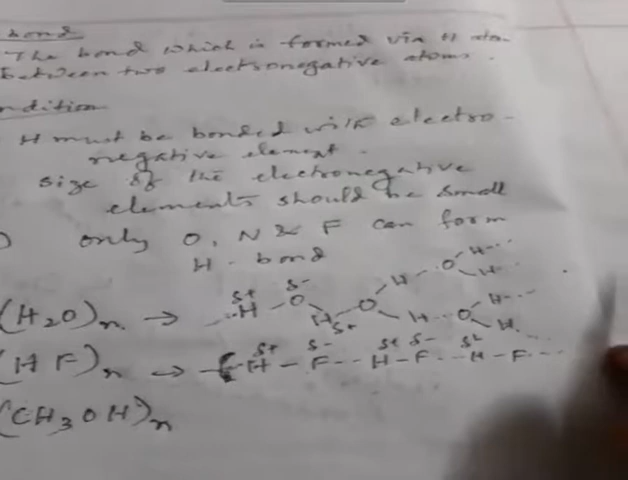 bond
The bond which is formed via H
between two electronegative atoms.
ndition
H must be bonded with electro-
negative element.
size of the electronegative
elements should be small
only O, N & F can form
H-bond
(H2O)n → δ+ H - O δ- H δ+ O H H O H H O H H
(HF)n → δ+ H - F δ- --- δ+ H - F δ- --- H - F ---
(CH3OH)n